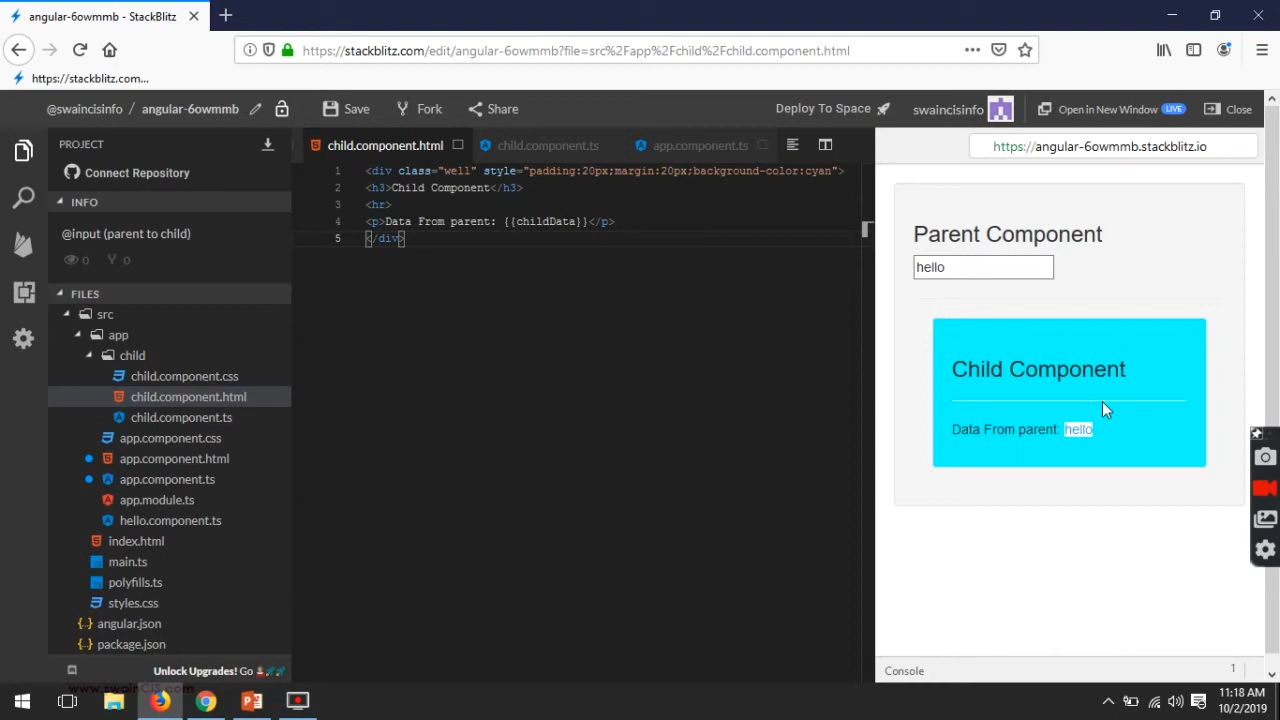 angular-6owmmb - StackBlitz
https://stackblitz.com/edit/angular-6owmmb?file=src%2Fapp%2Fchild%2Fchild.component.html
https://stackblitz.com...
@swaincisinfo / angular-6owmmb
Save
Fork
Share
Deploy To Space
swaincisinfo
Open in New Window LIVE
Close
PROJECT
Connect Repository
INFO
@input (parent to child)
0 0
FILES
src
app
child
child.component.css
child.component.html
child.component.ts
app.component.css
app.component.html
app.component.ts
app.module.ts
hello.component.ts
index.html
main.ts
polyfills.ts
styles.css
angular.json
package.json
Unlock Upgrades! Go
child.component.html
child.component.ts
app.component.ts
1 <div class="well" style="padding:20px;margin:20px;background-color:cyan">
2 <h3>Child Component</h3>
3 <hr>
4 <p>Data From parent: {{childData}}</p>
5 </div>
https://angular-6owmmb.stackblitz.io
Parent Component
hello
Child Component
Data From parent: hello
Console
1
www.swainCIS.com
11:18 AM
10/2/2019